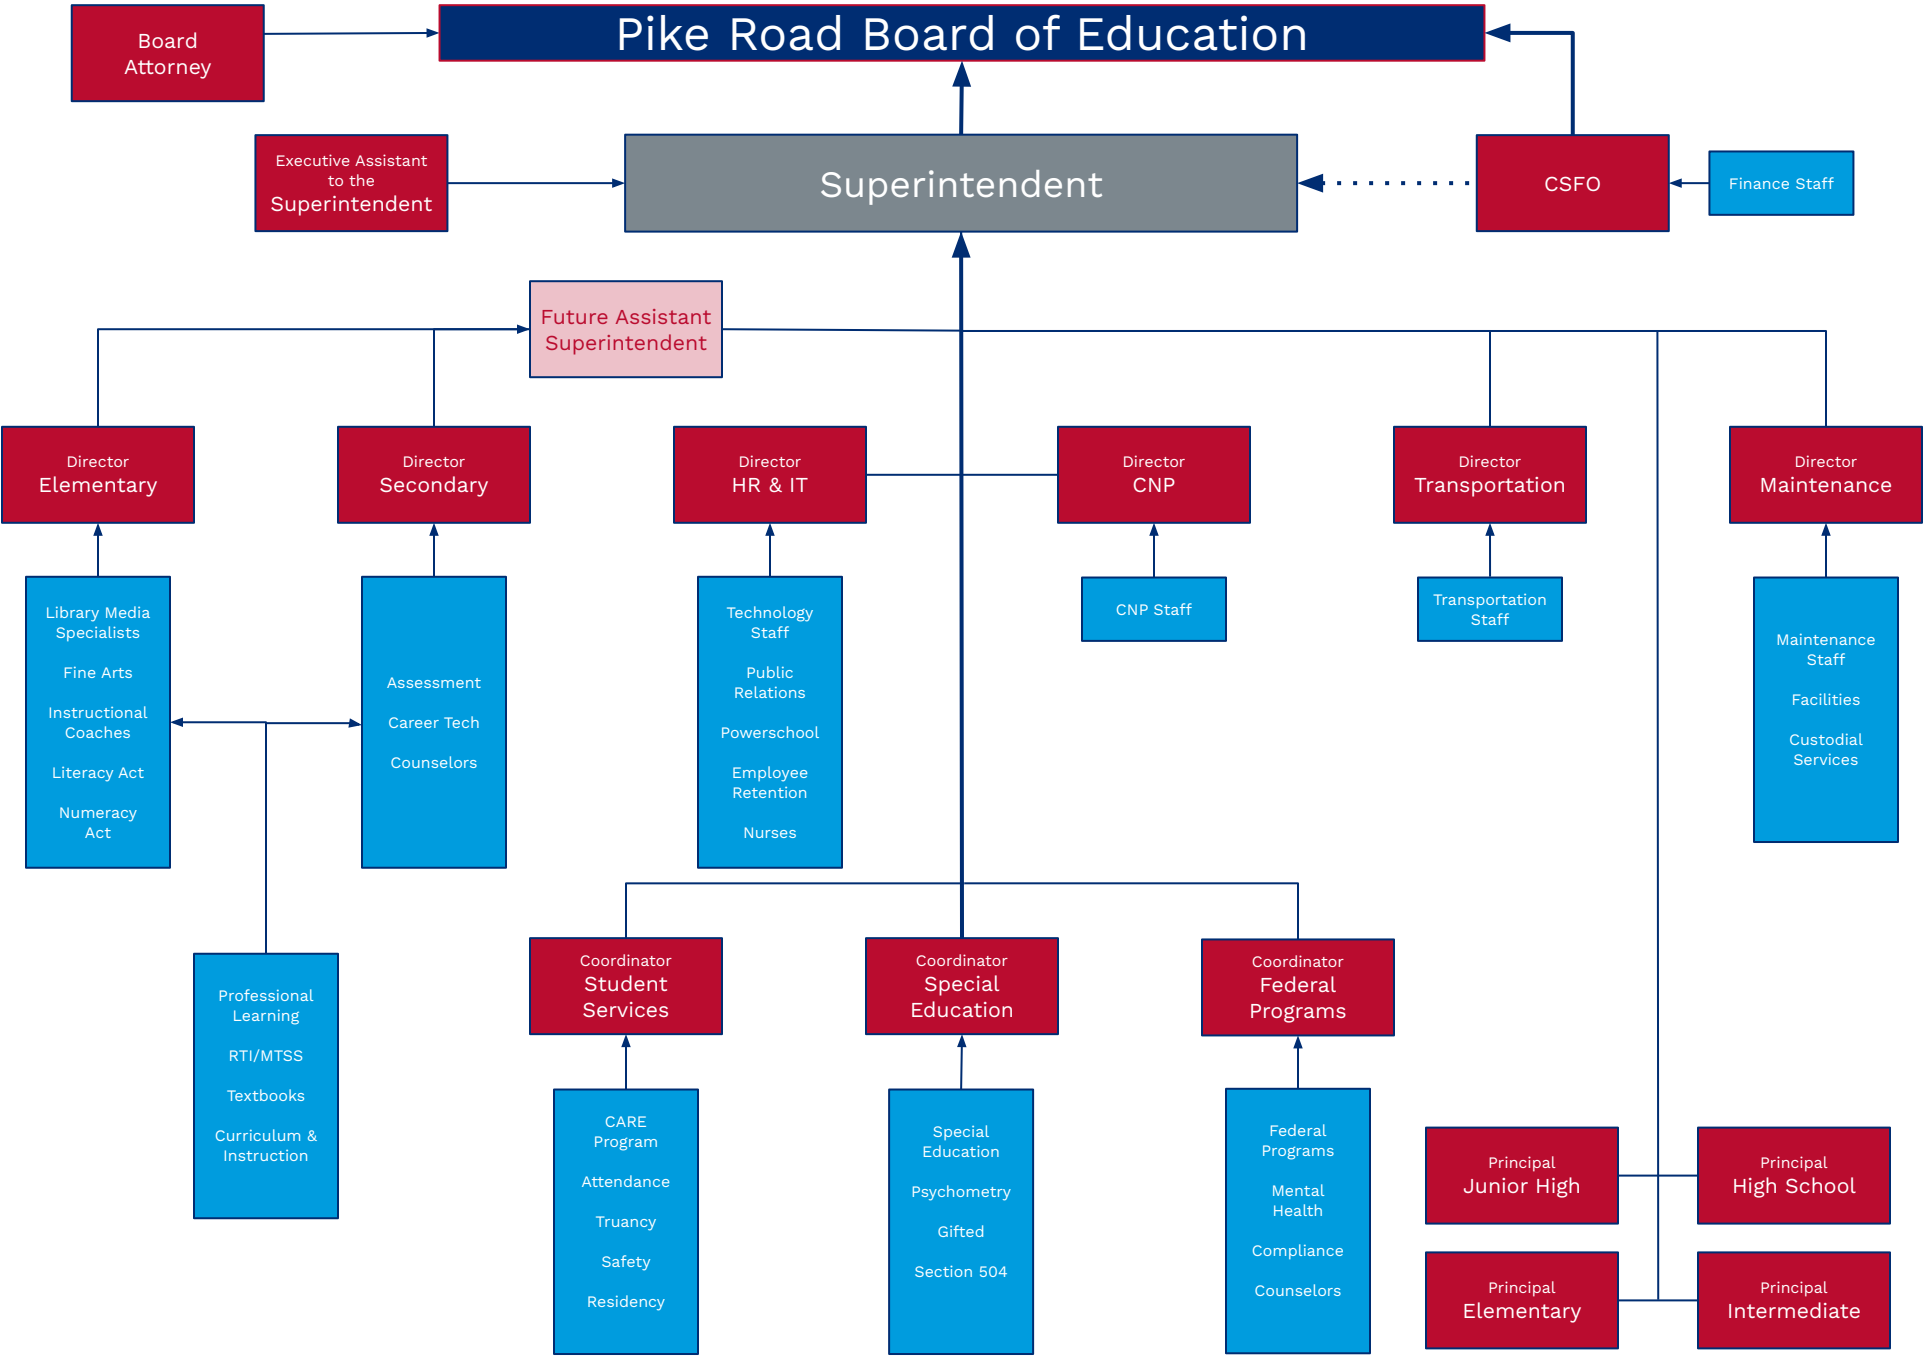 Pike Road Board of Education
Board
Attorney
Executive Assistant
to the
Superintendent
Superintendent
CSFO
Finance Staff
Future Assistant
Superintendent
Director
Elementary
Director
Secondary
Director
HR & IT
Director
CNP
Director
Transportation
Director
Maintenance
Library Media
Specialists
Fine Arts
Instructional
Coaches
Literacy Act
Numeracy
Act
Assessment
Career Tech
Counselors
Technology
Staff
Public
Relations
Powerschool
Employee
Retention
Nurses
CNP Staff
Transportation
Staff
Maintenance
Staff
Facilities
Custodial
Services
Professional
Learning
RTI/MTSS
Textbooks
Curriculum &
Instruction
Coordinator
Student
Services
Coordinator
Special
Education
Coordinator
Federal
Programs
CARE
Program
Attendance
Truancy
Safety
Residency
Special
Education
Psychometry
Gifted
Section 504
Federal
Programs
Mental
Health
Compliance
Counselors
Principal
Junior High
Principal
High School
Principal
Elementary
Principal
Intermediate